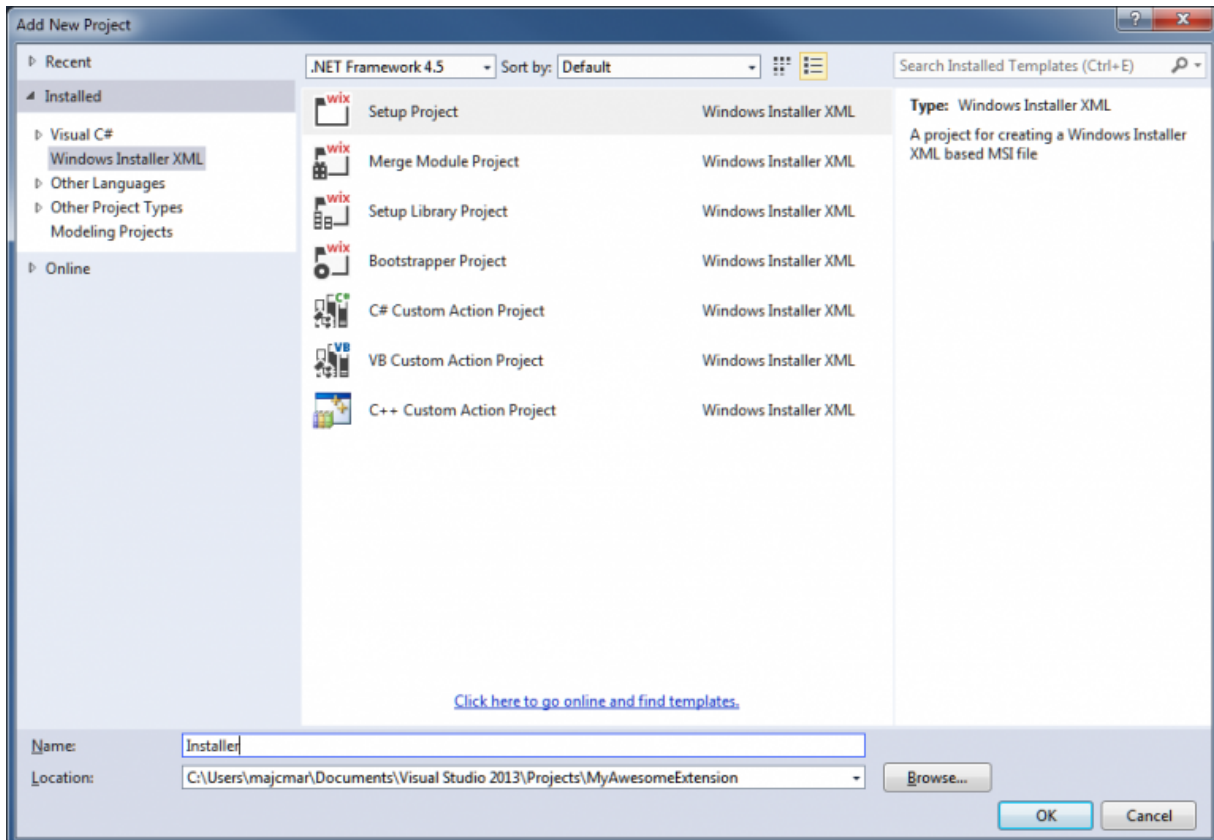 Add New Project
?
Recent
.NET Framework 4.5
Sort by: Default
Search Installed Templates (Ctrl+E)
Installed
Visual C#
Windows Installer XML
Other Languages
Other Project Types
Modeling Projects
Online
wix Setup Project Windows Installer XML
wix Merge Module Project Windows Installer XML
wix Setup Library Project Windows Installer XML
wix Bootstrapper Project Windows Installer XML
C# C# Custom Action Project Windows Installer XML
VB VB Custom Action Project Windows Installer XML
C++ Custom Action Project Windows Installer XML
Click here to go online and find templates.
Type: Windows Installer XML
A project for creating a Windows Installer
XML based MSI file
Name: Installer
Location: C:\Users\majcmar\Documents\Visual Studio 2013\Projects\MyAwesomeExtension
Browse...
OK
Cancel